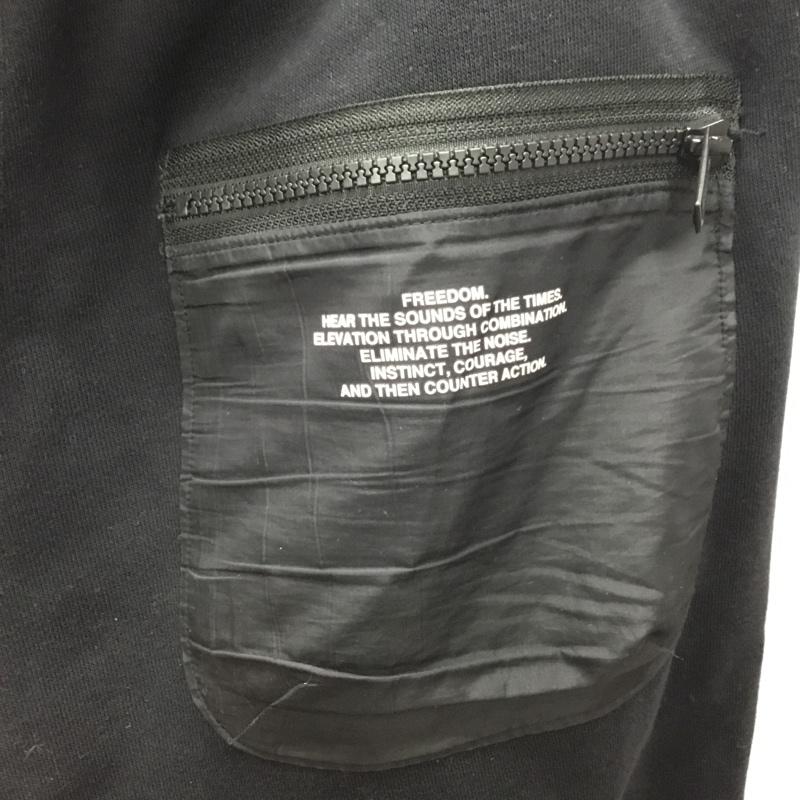 FREEDOM.
HEAR THE SOUNDS OF THE TIMES.
ELEVATION THROUGH COMBINATION.
ELIMINATE THE NOISE.
INSTINCT, COURAGE,
AND THEN COUNTER ACTION.